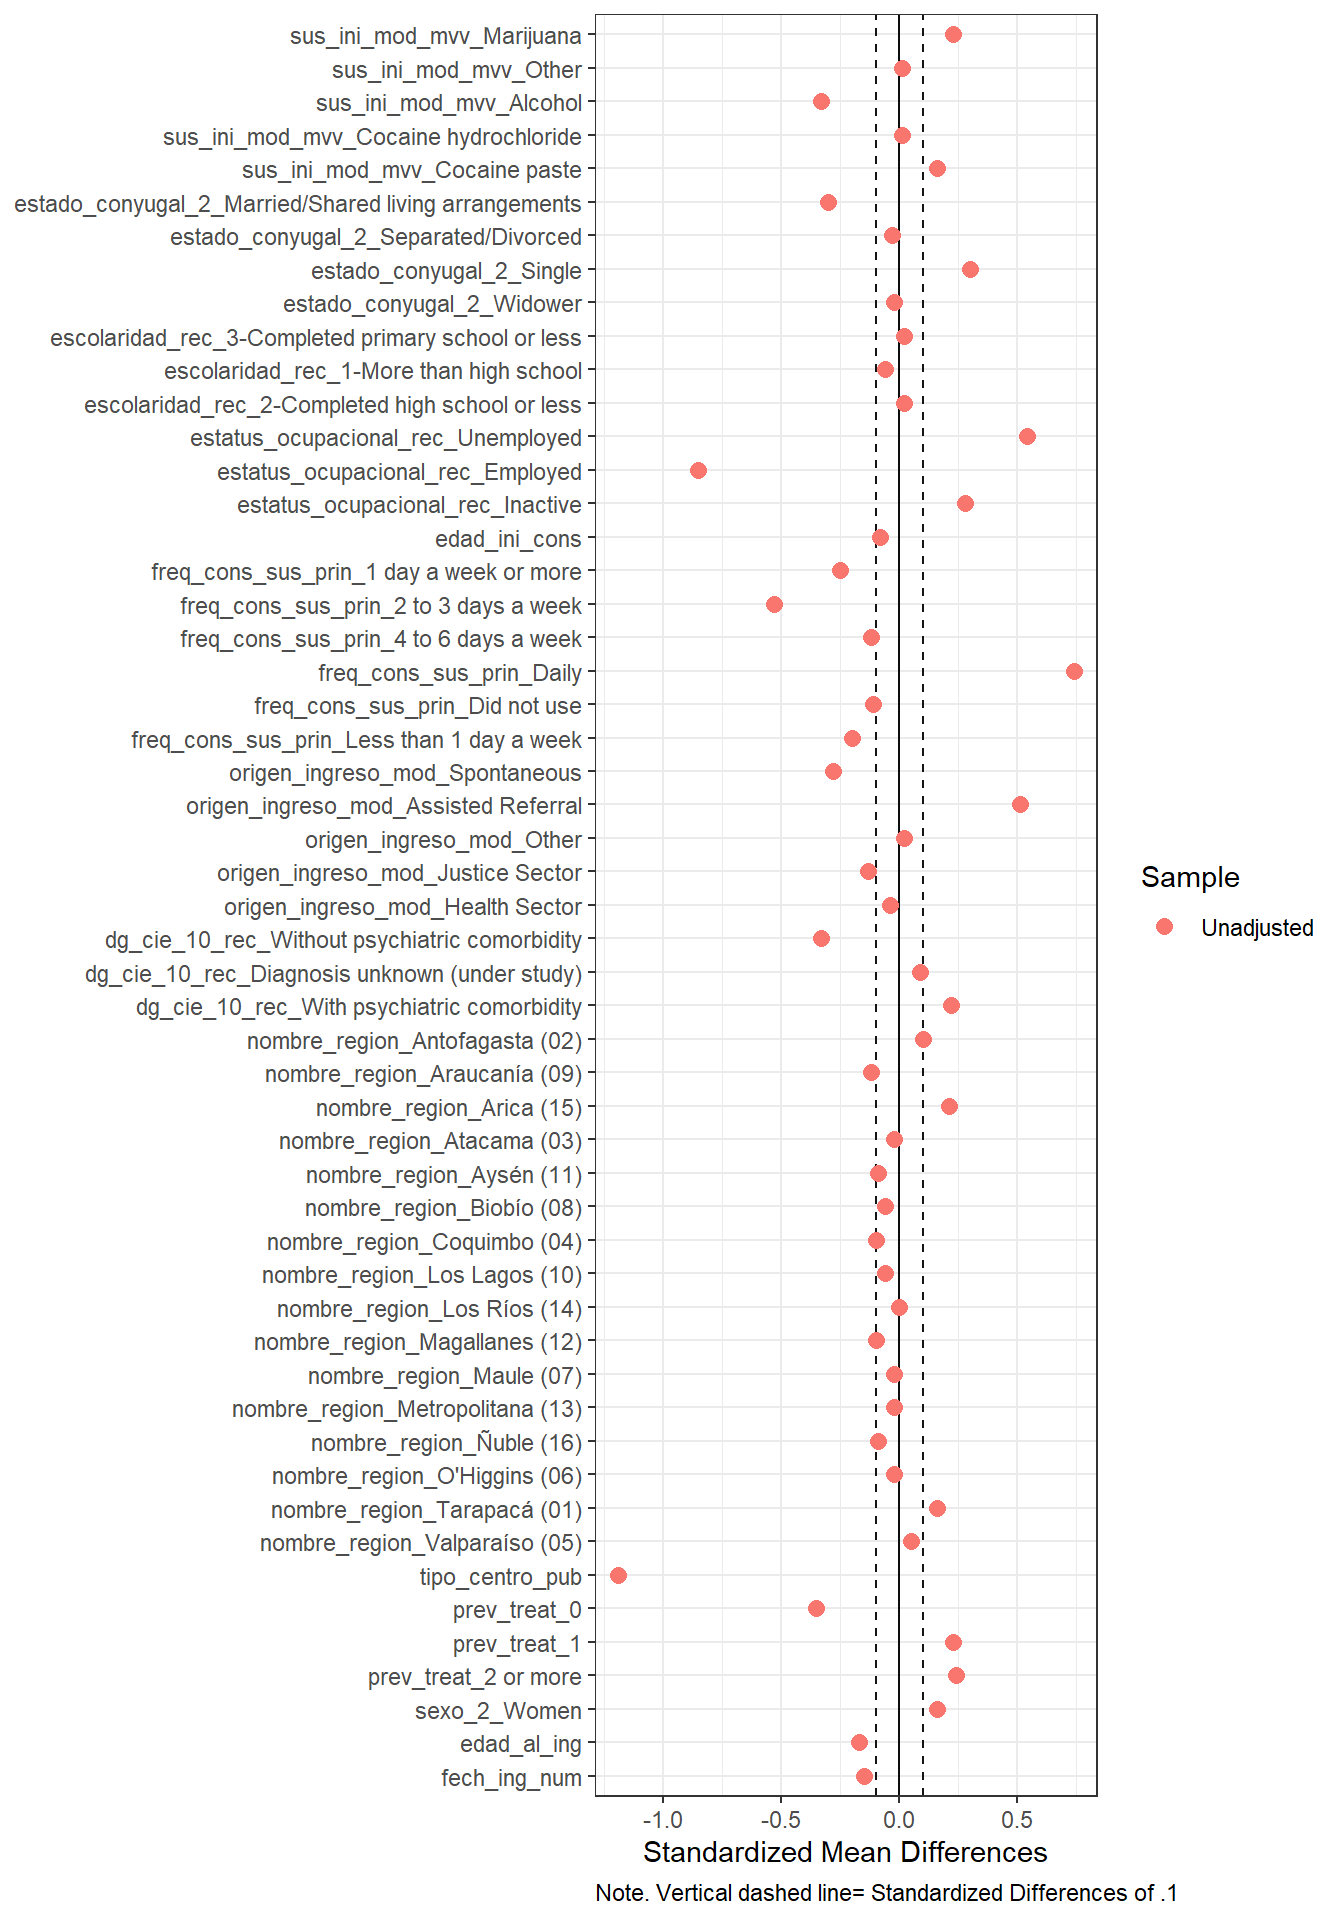 sus_ini_mod_mvv_Marijuana
sus_ini_mod_mvv_Other
sus_ini_mod_mvv_Alcohol
sus_ini_mod_mvv_Cocaine hydrochloride
sus_ini_mod_mvv_Cocaine paste
estado_conyugal_2_Married/Shared living arrangements
estado_conyugal_2_Separated/Divorced
estado_conyugal_2_Single
estado_conyugal_2_Widower
escolaridad_rec_3-Completed primary school or less
escolaridad_rec_1-More than high school
escolaridad_rec_2-Completed high school or less
estatus_ocupacional_rec_Unemployed
estatus_ocupacional_rec_Employed
estatus_ocupacional_rec_Inactive
edad_ini_cons
freq_cons_sus_prin_1 day a week or more
freq_cons_sus_prin_2 to 3 days a week
freq_cons_sus_prin_4 to 6 days a week
freq_cons_sus_prin_Daily
freq_cons_sus_prin_Did not use
freq_cons_sus_prin_Less than 1 day a week
origen_ingreso_mod_Spontaneous
origen_ingreso_mod_Assisted Referral
origen_ingreso_mod_Other
origen_ingreso_mod_Justice Sector
origen_ingreso_mod_Health Sector
dg_cie_10_rec_Without psychiatric comorbidity
dg_cie_10_rec_Diagnosis unknown (under study)
dg_cie_10_rec_With psychiatric comorbidity
nombre_region_Antofagasta (02)
nombre_region_Araucanía (09)
nombre_region_Arica (15)
nombre_region_Atacama (03)
nombre_region_Aysén (11)
nombre_region_Biobío (08)
nombre_region_Coquimbo (04)
nombre_region_Los Lagos (10)
nombre_region_Los Ríos (14)
nombre_region_Magallanes (12)
nombre_region_Maule (07)
nombre_region_Metropolitana (13)
nombre_region_Ñuble (16)
nombre_region_O'Higgins (06)
nombre_region_Tarapacá (01)
nombre_region_Valparaíso (05)
tipo_centro_pub
prev_treat_0
prev_treat_1
prev_treat_2 or more
sexo_2_Women
edad_al_ing
fech_ing_num
-1.0 -0.5 0.0 0.5
Standardized Mean Differences
Note. Vertical dashed line= Standardized Differences of .1
Sample
Unadjusted